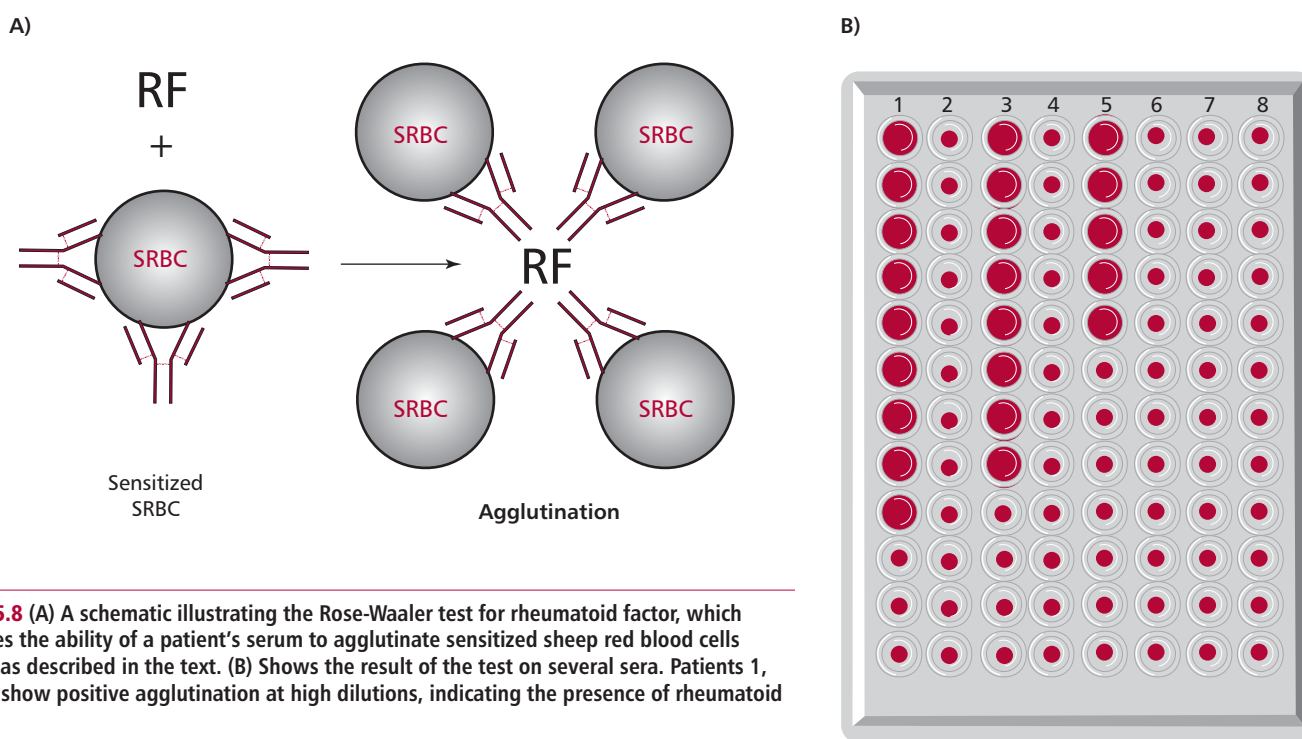 A)
RF
+
SRBC
Sensitized
SRBC
SRBC
SRBC
RF
SRBC
SRBC
Agglutination
5.8 (A) A schematic illustrating the Rose-Waaler test for rheumatoid factor, which
es the ability of a patient’s serum to agglutinate sensitized sheep red blood cells
as described in the text. (B) Shows the result of the test on several sera. Patients 1,
show positive agglutination at high dilutions, indicating the presence of rheumatoid
B)
1 2 3 4 5 6 7 8